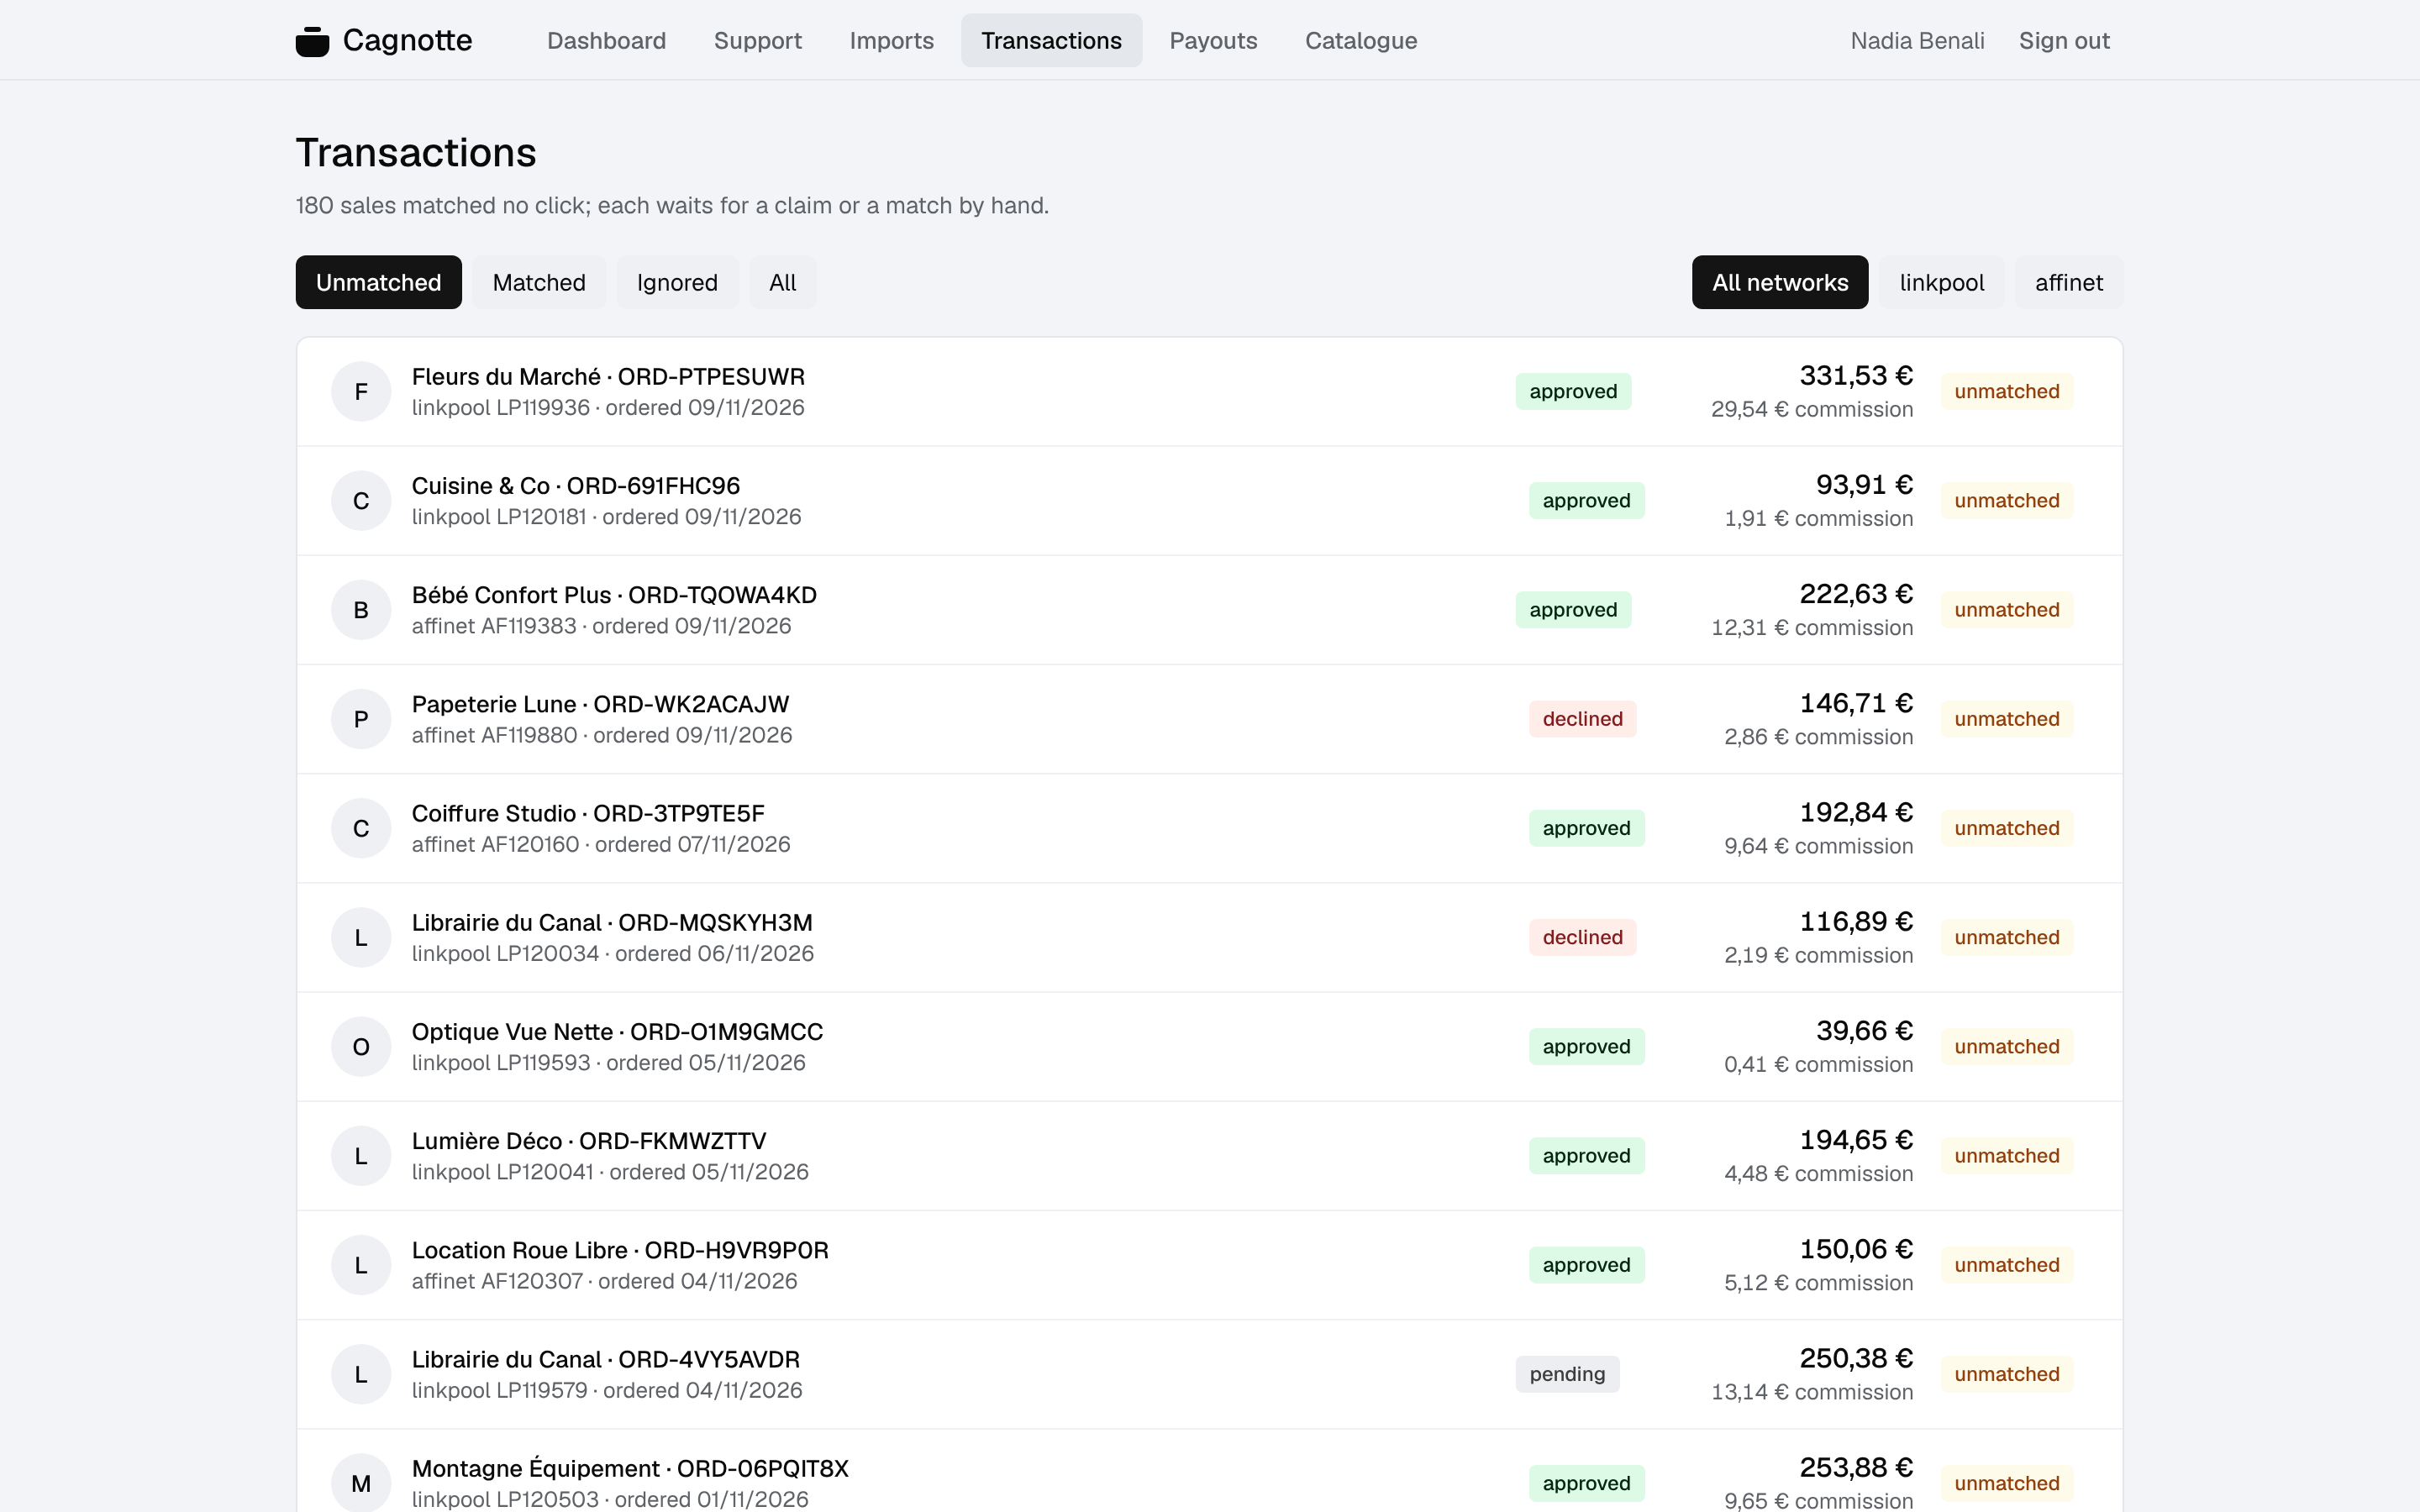 Cagnotte
Dashboard
Support
Imports
Transactions
Payouts
Catalogue
Nadia Benali
Sign out
Transactions
180 sales matched no click; each waits for a claim or a match by hand.
Unmatched
Matched
Ignored
All
All networks
linkpool
affinet
F
Fleurs du Marché · ORD-PTPESUWR
linkpool LP119936 · ordered 09/11/2026
approved
331,53 €
29,54 € commission
unmatched
C
Cuisine & Co · ORD-691FHC96
linkpool LP120181 · ordered 09/11/2026
approved
93,91 €
1,91 € commission
unmatched
B
Bébé Confort Plus · ORD-TQOWA4KD
affinet AF119383 · ordered 09/11/2026
approved
222,63 €
12,31 € commission
unmatched
P
Papeterie Lune · ORD-WK2ACAJW
affinet AF119880 · ordered 09/11/2026
declined
146,71 €
2,86 € commission
unmatched
C
Coiffure Studio · ORD-3TP9TE5F
affinet AF120160 · ordered 07/11/2026
approved
192,84 €
9,64 € commission
unmatched
L
Librairie du Canal · ORD-MQSKYH3M
linkpool LP120034 · ordered 06/11/2026
declined
116,89 €
2,19 € commission
unmatched
O
Optique Vue Nette · ORD-O1M9GMCC
linkpool LP119593 · ordered 05/11/2026
approved
39,66 €
0,41 € commission
unmatched
L
Lumière Déco · ORD-FKMWZTTV
linkpool LP120041 · ordered 05/11/2026
approved
194,65 €
4,48 € commission
unmatched
L
Location Roue Libre · ORD-H9VR9P0R
affinet AF120307 · ordered 04/11/2026
approved
150,06 €
5,12 € commission
unmatched
L
Librairie du Canal · ORD-4VY5AVDR
linkpool LP119579 · ordered 04/11/2026
pending
250,38 €
13,14 € commission
unmatched
M
Montagne Équipement · ORD-06PQIT8X
linkpool LP120503 · ordered 01/11/2026
approved
253,88 €
9,65 € commission
unmatched